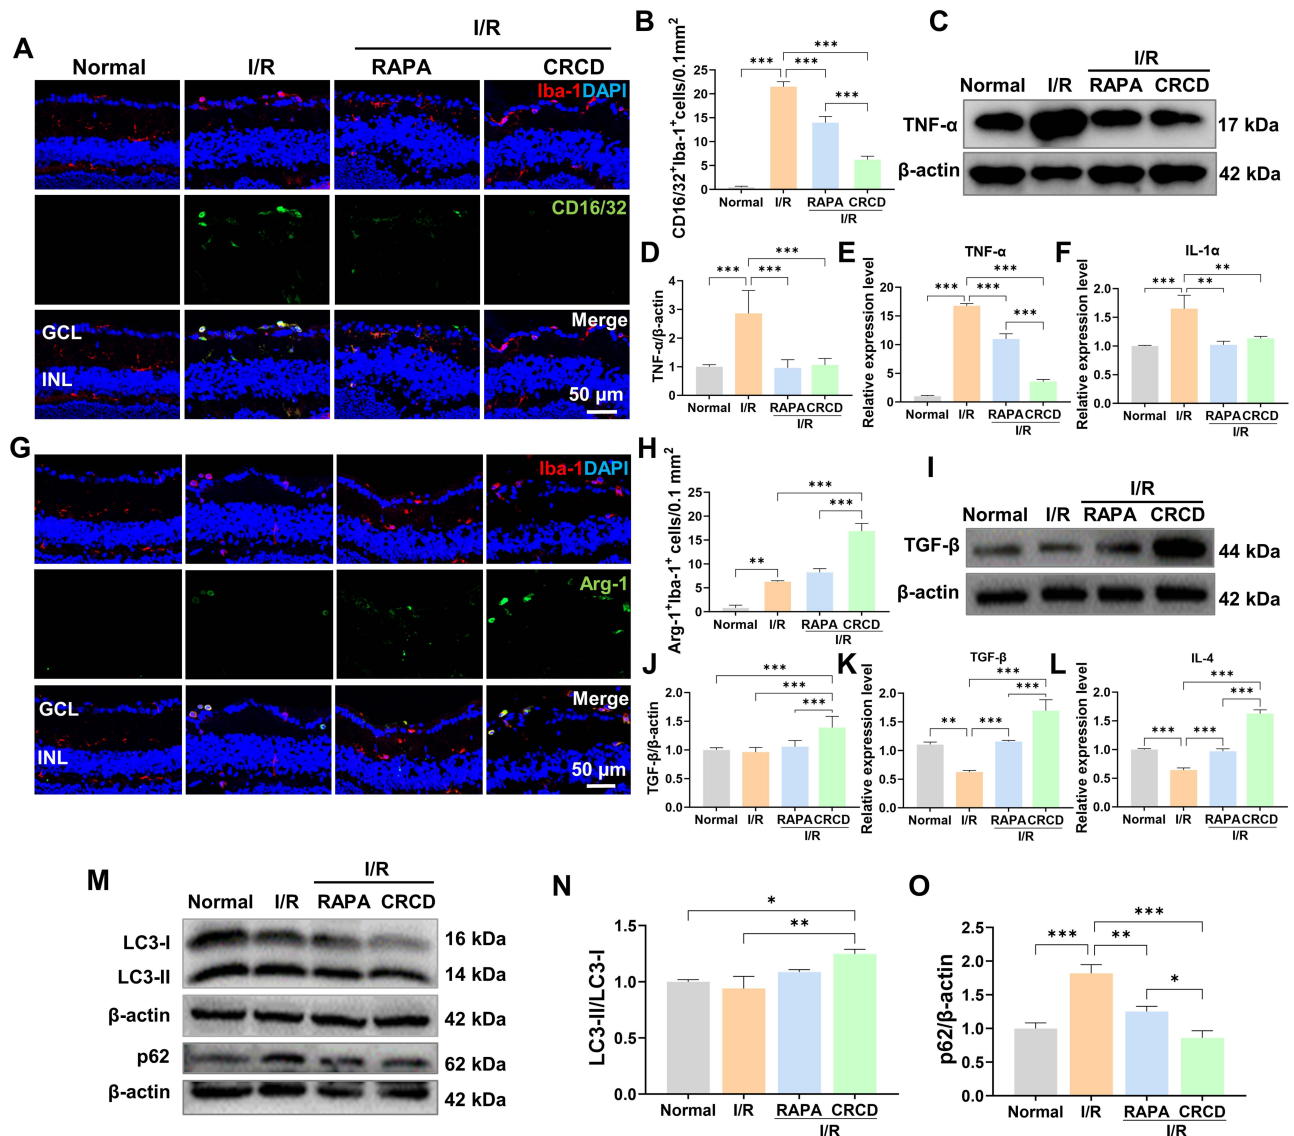 A
I/R
Normal
I/R
RAPA
CRCD
Iba-1DAPI
CD16/32
GCL
Merge
INL
50 μm
B
CD16/32⁺Iba-1⁺cells/0.1mm²
25
20
15
10
5
0
***
***
***
***
Normal
I/R
RAPA
CRCD
I/R
C
I/R
Normal
I/R
RAPA
CRCD
TNF-α
17 kDa
β-actin
42 kDa
D
TNF-α/β-actin
4
3
2
1
0
***
***
***
Normal
I/R
RAPA
CRCD
I/R
E
TNF-α
Relative expression level
20
15
10
5
0
***
***
***
***
Normal
I/R
RAPA
CRCD
I/R
F
IL-1α
Relative expression level
2.0
1.5
1.0
0.5
0.0
**
***
**
Normal
I/R
RAPA
CRCD
I/R
G
Iba-1DAPI
Arg-1
GCL
Merge
INL
50 μm
H
Arg-1⁺Iba-1⁺ cells/0.1 mm²
25
20
15
10
5
0
***
***
**
Normal
I/R
RAPA
CRCD
I/R
I
I/R
Normal
I/R
RAPA
CRCD
TGF-β
44 kDa
β-actin
42 kDa
J
TGF-β/β-actin
2.0
1.5
1.0
0.5
0.0
***
***
***
Normal
I/R
RAPA
CRCD
I/R
K
TGF-β
Relative expression level
2.0
1.5
1.0
0.5
0.0
***
***
**
***
Normal
I/R
RAPA
CRCD
I/R
L
IL-4
Relative expression level
2.0
1.5
1.0
0.5
0.0
***
***
***
***
Normal
I/R
RAPA
CRCD
I/R
M
I/R
Normal
I/R
RAPA
CRCD
LC3-I
16 kDa
LC3-II
14 kDa
β-actin
42 kDa
p62
62 kDa
β-actin
42 kDa
N
LC3-II/LC3-I
1.5
1.0
0.5
0.0
*
**
Normal
I/R
RAPA
CRCD
I/R
O
p62/β-actin
2.5
2.0
1.5
1.0
0.5
0.0
***
***
**
*
Normal
I/R
RAPA
CRCD
I/R